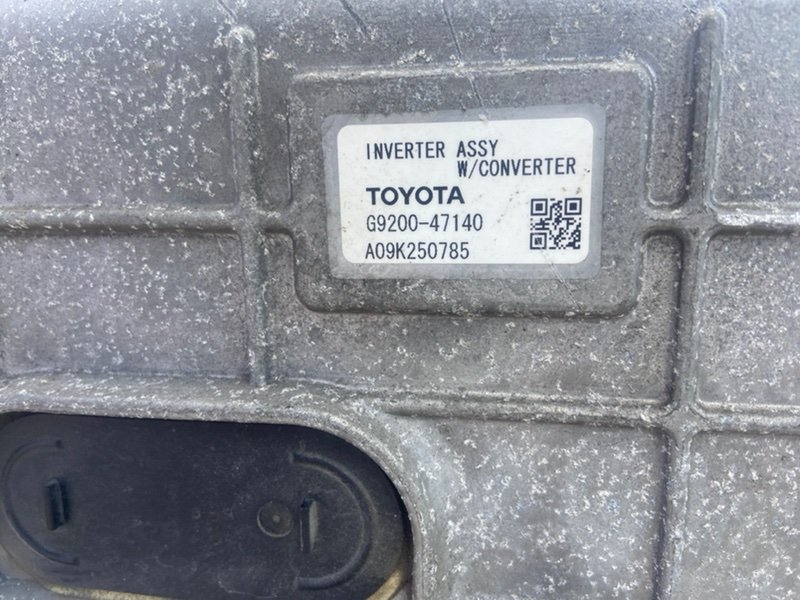 INVERTER ASSY
W/CONVERTER
TOYOTA
G9200-47140
A09K250785